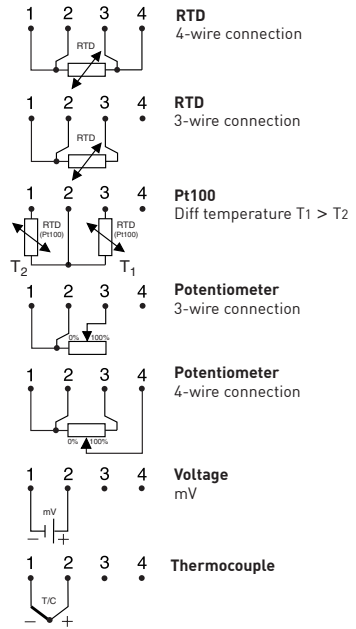 1 2 3 4
RTD
RTD
4-wire connection
1 2 3 4
RTD
RTD
3-wire connection
1 2 3 4
RTD
(Pt100)
RTD
(Pt100)
T2
T1
Pt100
Diff temperature T1 > T2
1 2 3 4
0% 100%
Potentiometer
3-wire connection
1 2 3 4
0% 100%
Potentiometer
4-wire connection
1 2 3 4
mV
− +
Voltage
mV
1 2 3 4
T/C
− +
Thermocouple